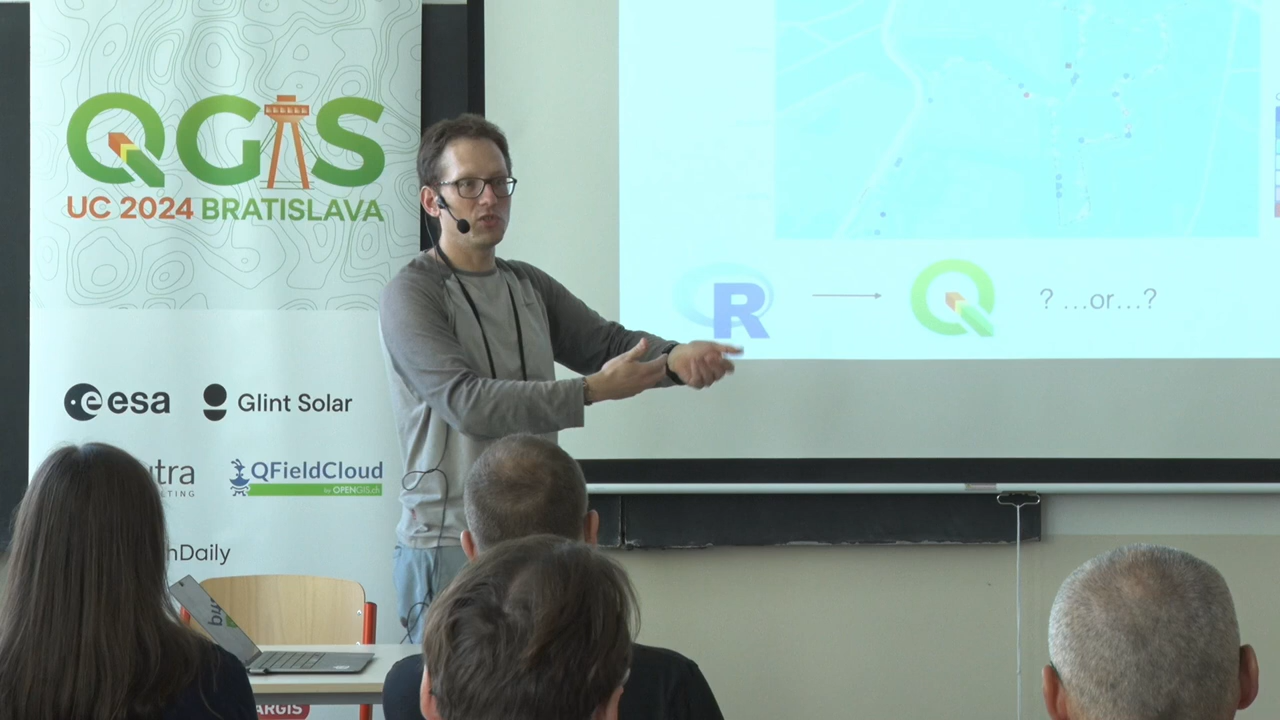 QGIS
UC 2024 BRATISLAVA
esa
Glint Solar
QFieldCloud
by OPENGIS.ch
R
Q
? ...or...?